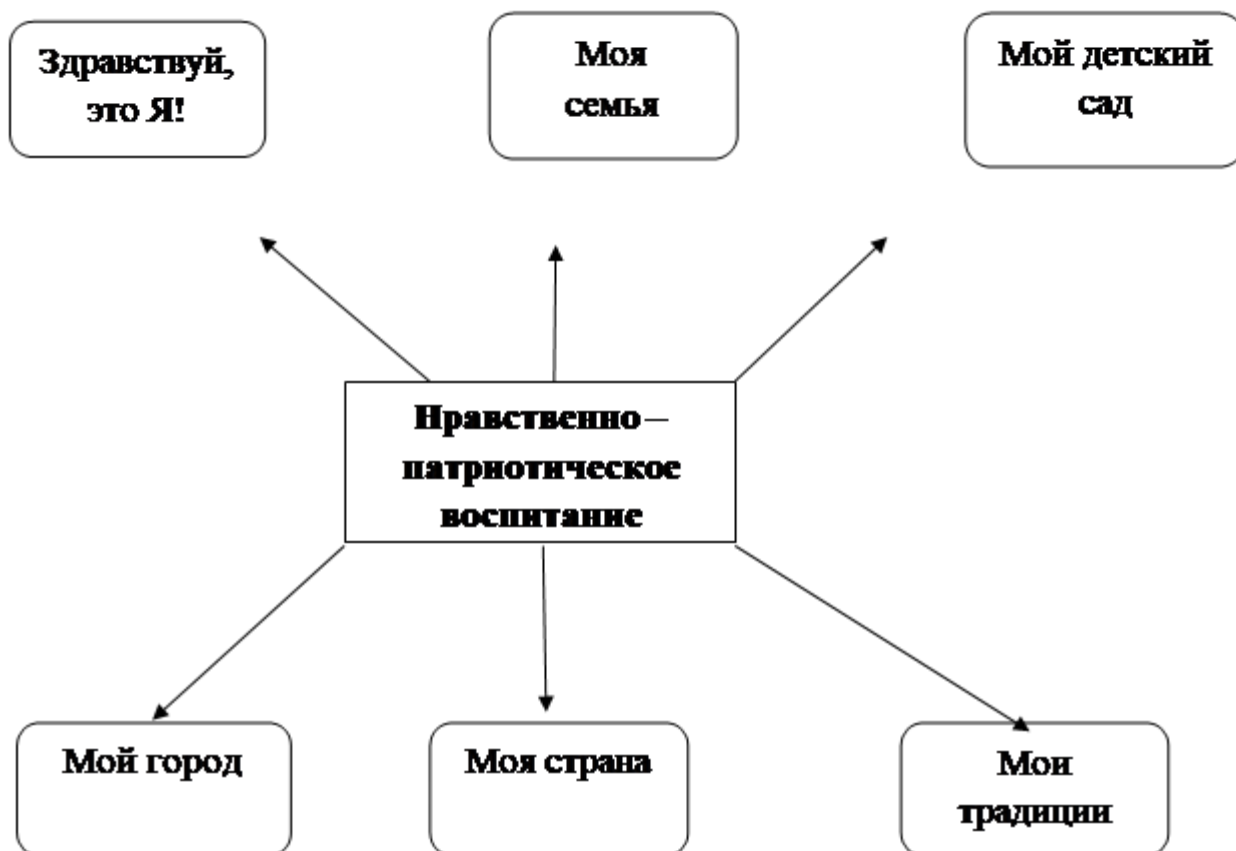 Здравствуй,
это Я!
Моя
семья
Мой детский
сад
Нравственно –
патриотическое
воспитание
Мой город
Моя страна
Мои
традиции